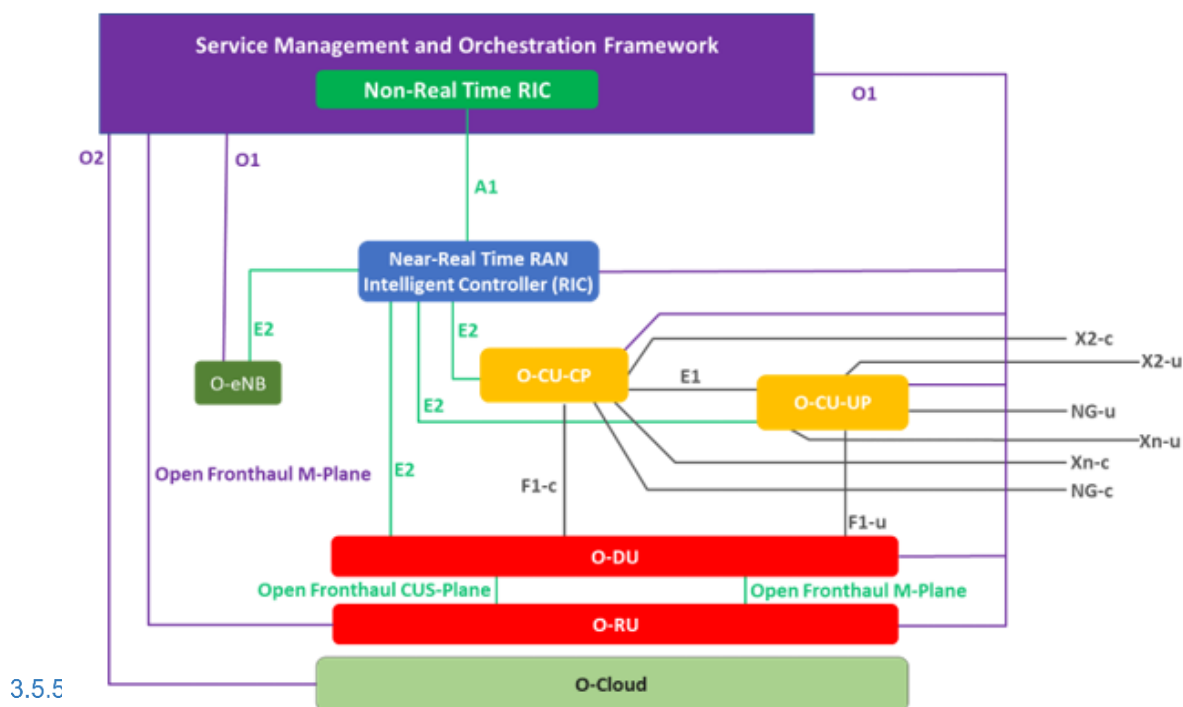 Service Management and Orchestration Framework
Non-Real Time RIC
O1
O2
O1
A1
Near-Real Time RAN
Intelligent Controller (RIC)
E2
E2
X2-c
X2-u
O-eNB
O-CU-CP
E1
O-CU-UP
E2
NG-u
Xn-u
Open Fronthaul M-Plane
E2
Xn-c
F1-c
NG-c
F1-u
O-DU
Open Fronthaul CUS-Plane
Open Fronthaul M-Plane
O-RU
O-Cloud
3.5.5